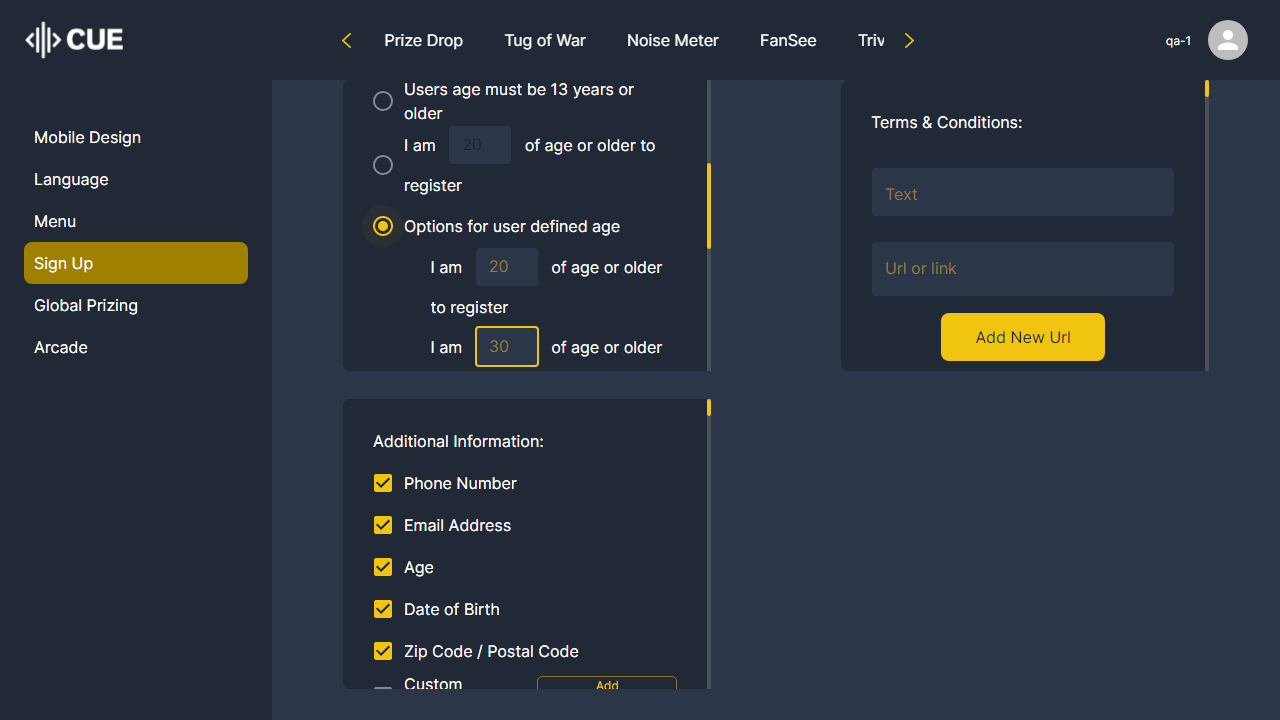 CUE
Prize Drop
Tug of War
Noise Meter
FanSee
Triv
qa-1
Mobile Design
Language
Menu
Sign Up
Global Prizing
Arcade
Users age must be 13 years or
older
I am 20 of age or older to
register
Options for user defined age
I am 20 of age or older
to register
I am 30 of age or older
Terms & Conditions:
Text
Url or link
Add New Url
Additional Information:
Phone Number
Email Address
Age
Date of Birth
Zip Code / Postal Code
Custom
Add